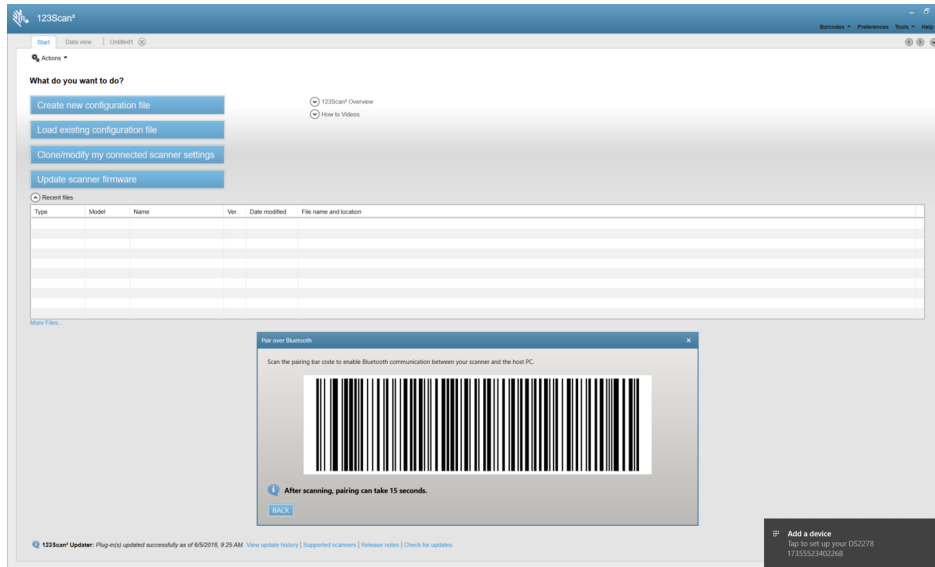 123Scan²
Barcodes Preferences Tools Help
Start Data view Untitled1
Actions
What do you want to do?
Create new configuration file
Load existing configuration file
Clone/modify my connected scanner settings
Update scanner firmware
123Scan² Overview
How to Videos
Recent files
Type Model Name Ver Date modified File name and location
More Files...
Pair over Bluetooth
Scan the pairing bar code to enable Bluetooth communication between your scanner and the host PC.
After scanning, pairing can take 15 seconds.
BACK
123Scan² Updater: Plug-in(s) updated successfully as of 6/5/2018, 9:25 AM View update history | Supported scanners | Release notes | Check for updates
Add a device
Tap to set up your DS2278
17355523402268